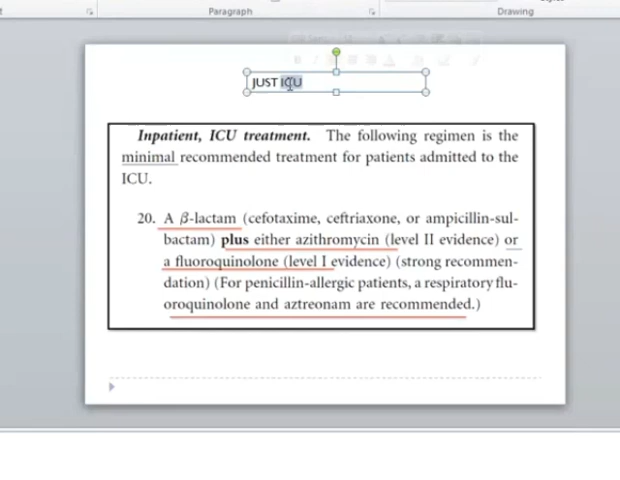 Paragraph
Drawing
JUST ICU
Inpatient, ICU treatment. The following regimen is the
minimal recommended treatment for patients admitted to the
ICU.
20. A β-lactam (cefotaxime, ceftriaxone, or ampicillin-sul-
bactam) plus either azithromycin (level II evidence) or
a fluoroquinolone (level I evidence) (strong recommen-
dation) (For penicillin-allergic patients, a respiratory flu-
oroquinolone and aztreonam are recommended.)